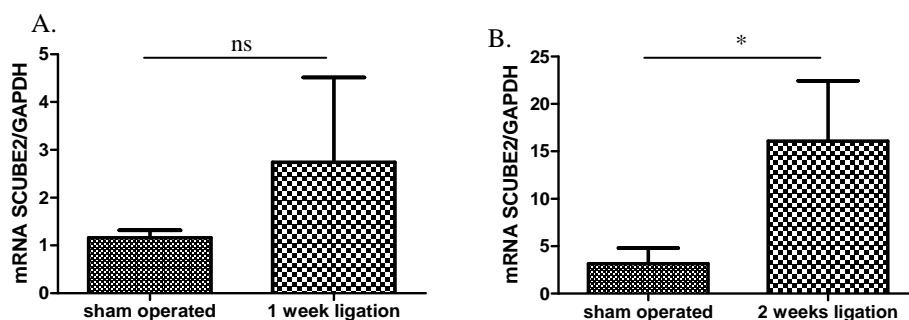 A.
ns
mRNA SCUBE2/GAPDH
5
4
3
2
1
0
sham operated
1 week ligation
B.
*
mRNA SCUBE2/GAPDH
25
20
15
10
5
0
sham operated
2 weeks ligation